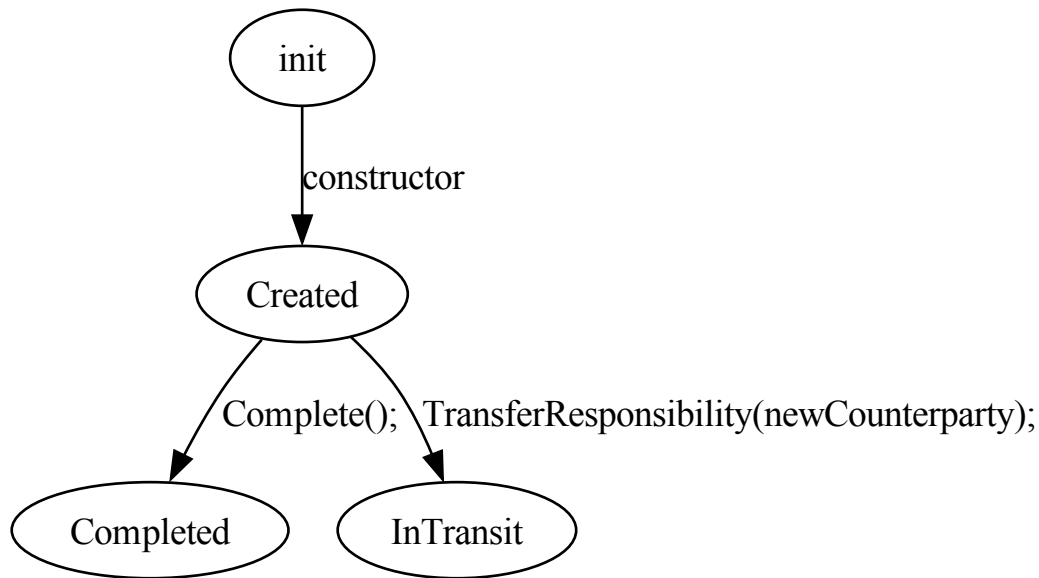 init
constructor
Created
Complete();
TransferResponsibility(newCounterparty);
Completed
InTransit